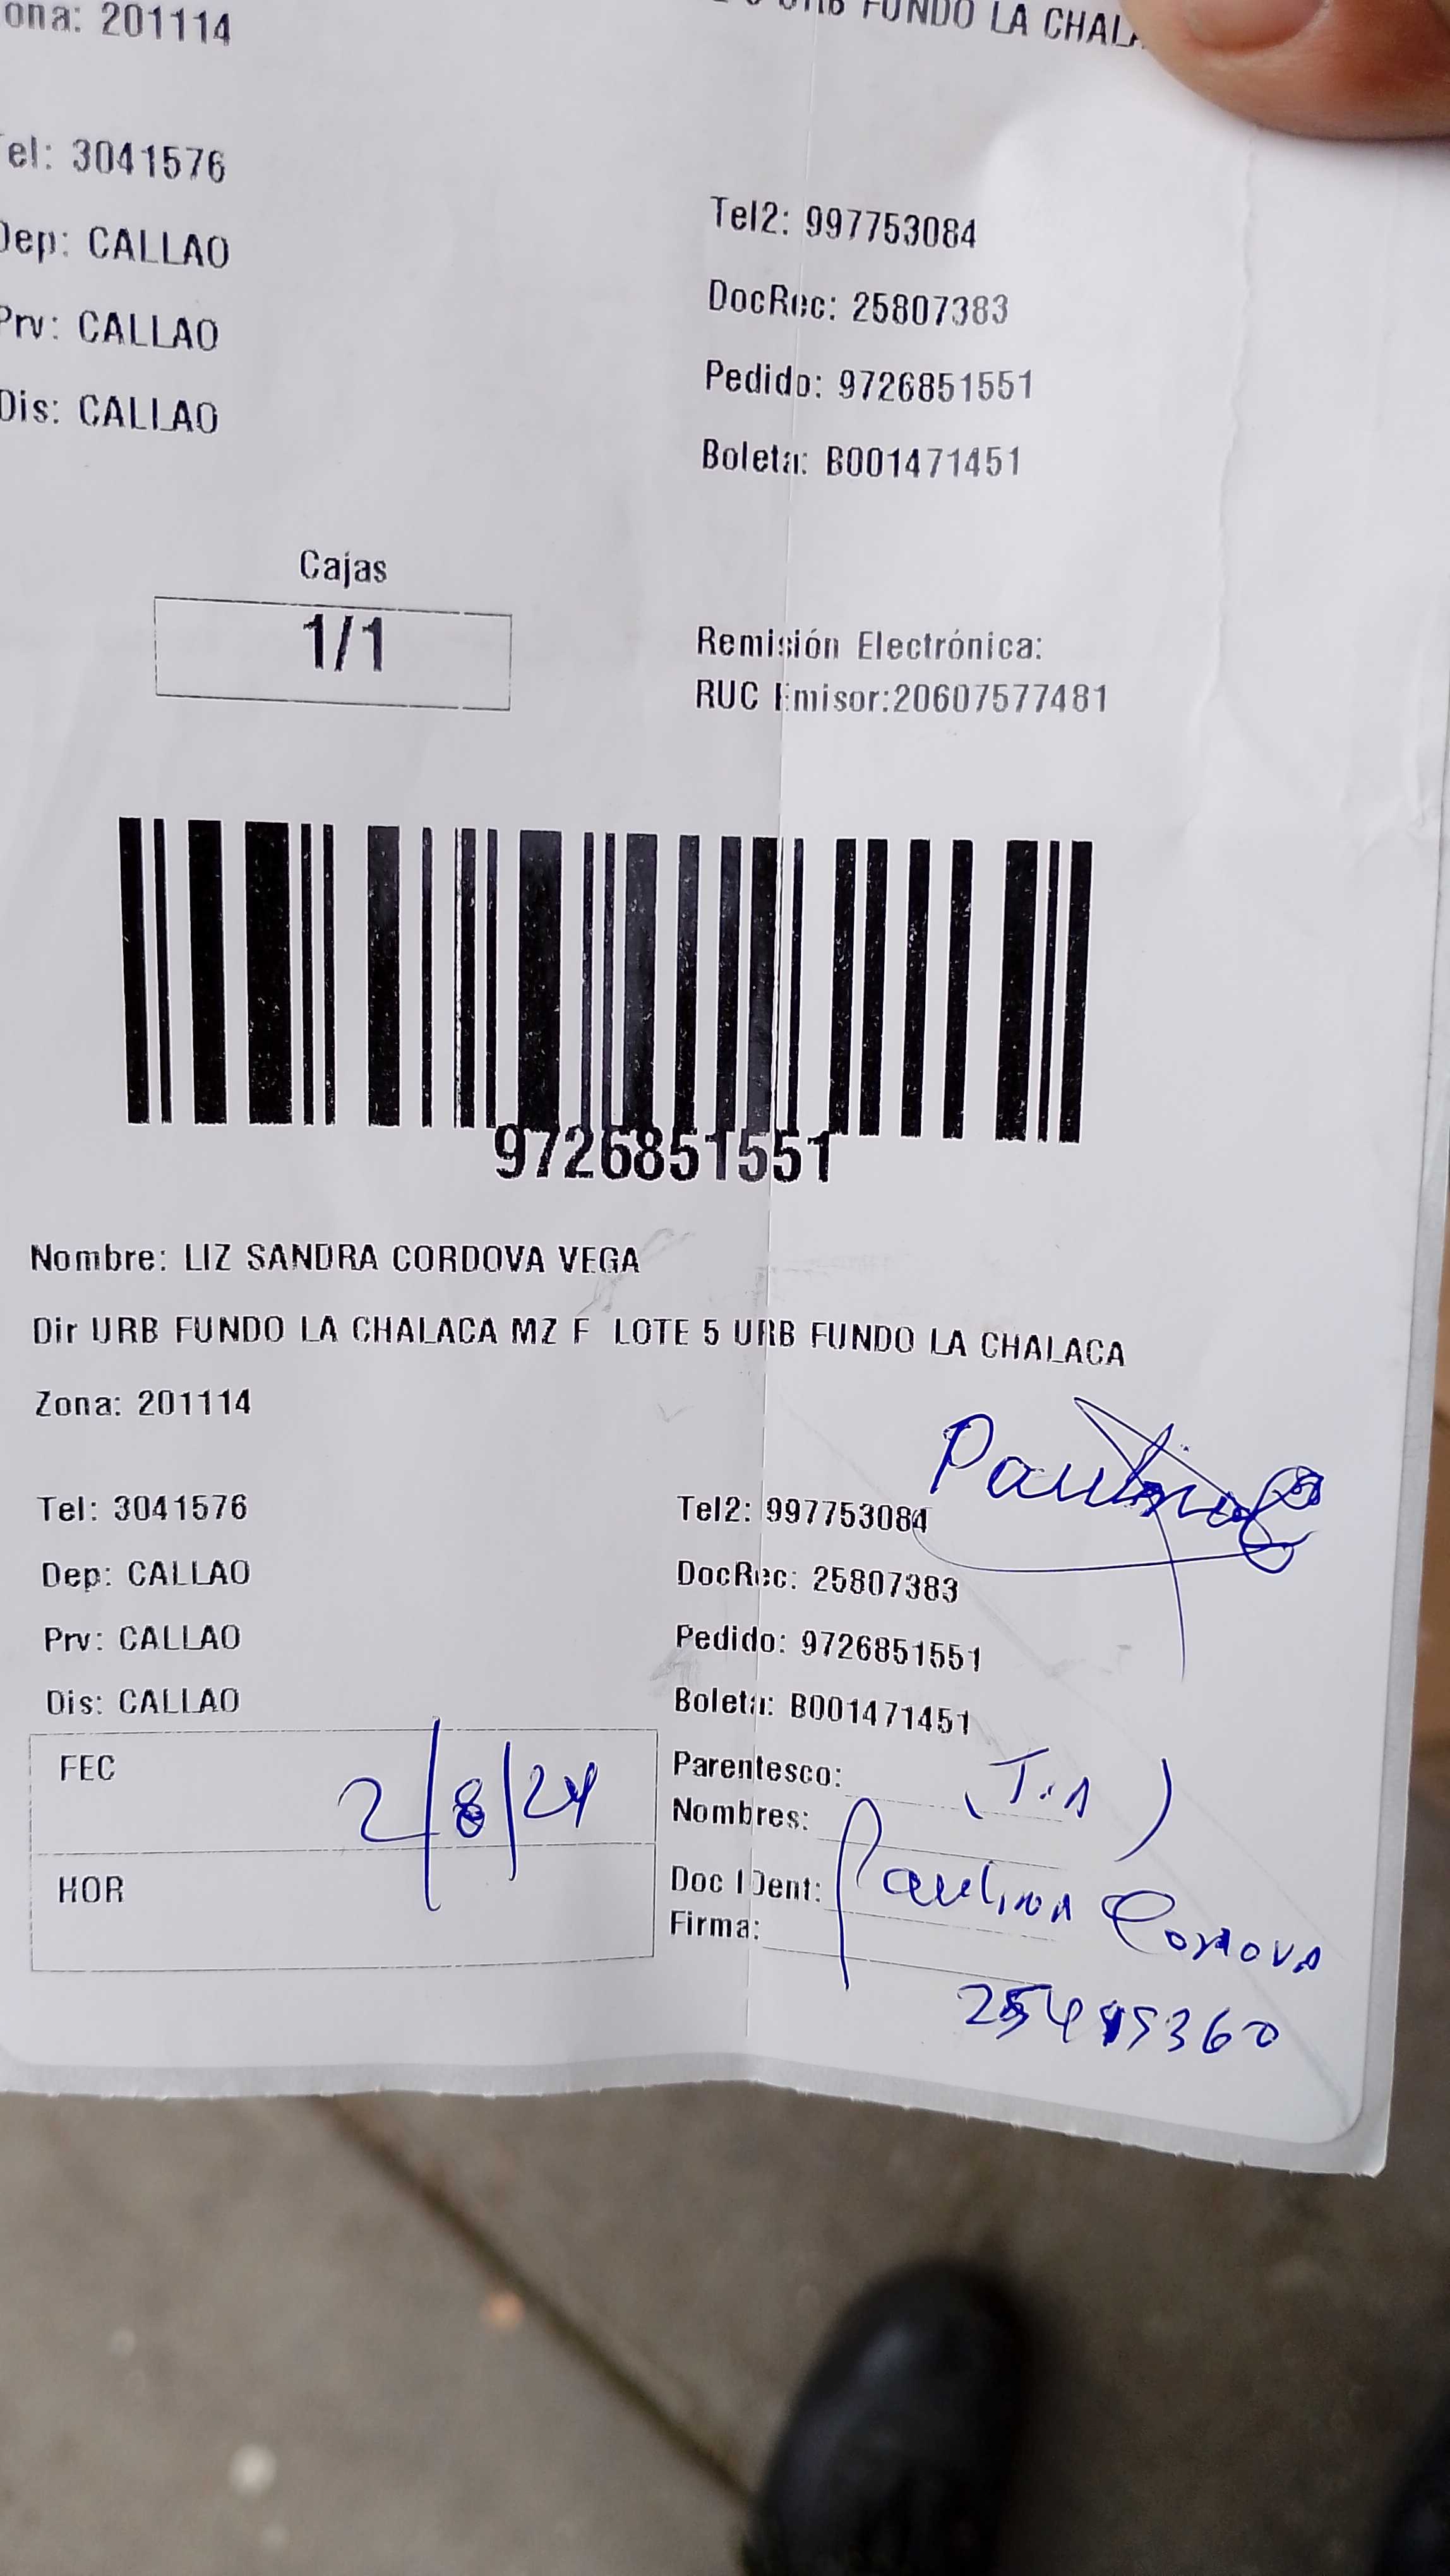 ona: 201114
URB FUNDO LA CHALA
Tel: 3041576
Tel2: 997753084
Dep: CALLAO
DocRec: 25807383
Prv: CALLAO
Pedido: 9726851551
Dis: CALLAO
Boleta: B001471451
Cajas
1/1
Remisión Electrónica:
RUC Emisor:20607577481
9726851551
Nombre: LIZ SANDRA CORDOVA VEGA
Dir URB FUNDO LA CHALACA MZ F LOTE 5 URB FUNDO LA CHALACA
Zona: 201114
Tel: 3041576
Tel2: 997753084
Dep: CALLAO
DocRec: 25807383
Prv: CALLAO
Pedido: 9726851551
Dis: CALLAO
Boleta: B001471451
FEC 2/8/24
Parentesco: (TiA)
Nombres:
HOR
Doc IDent: Paulina Cordova
Firma: